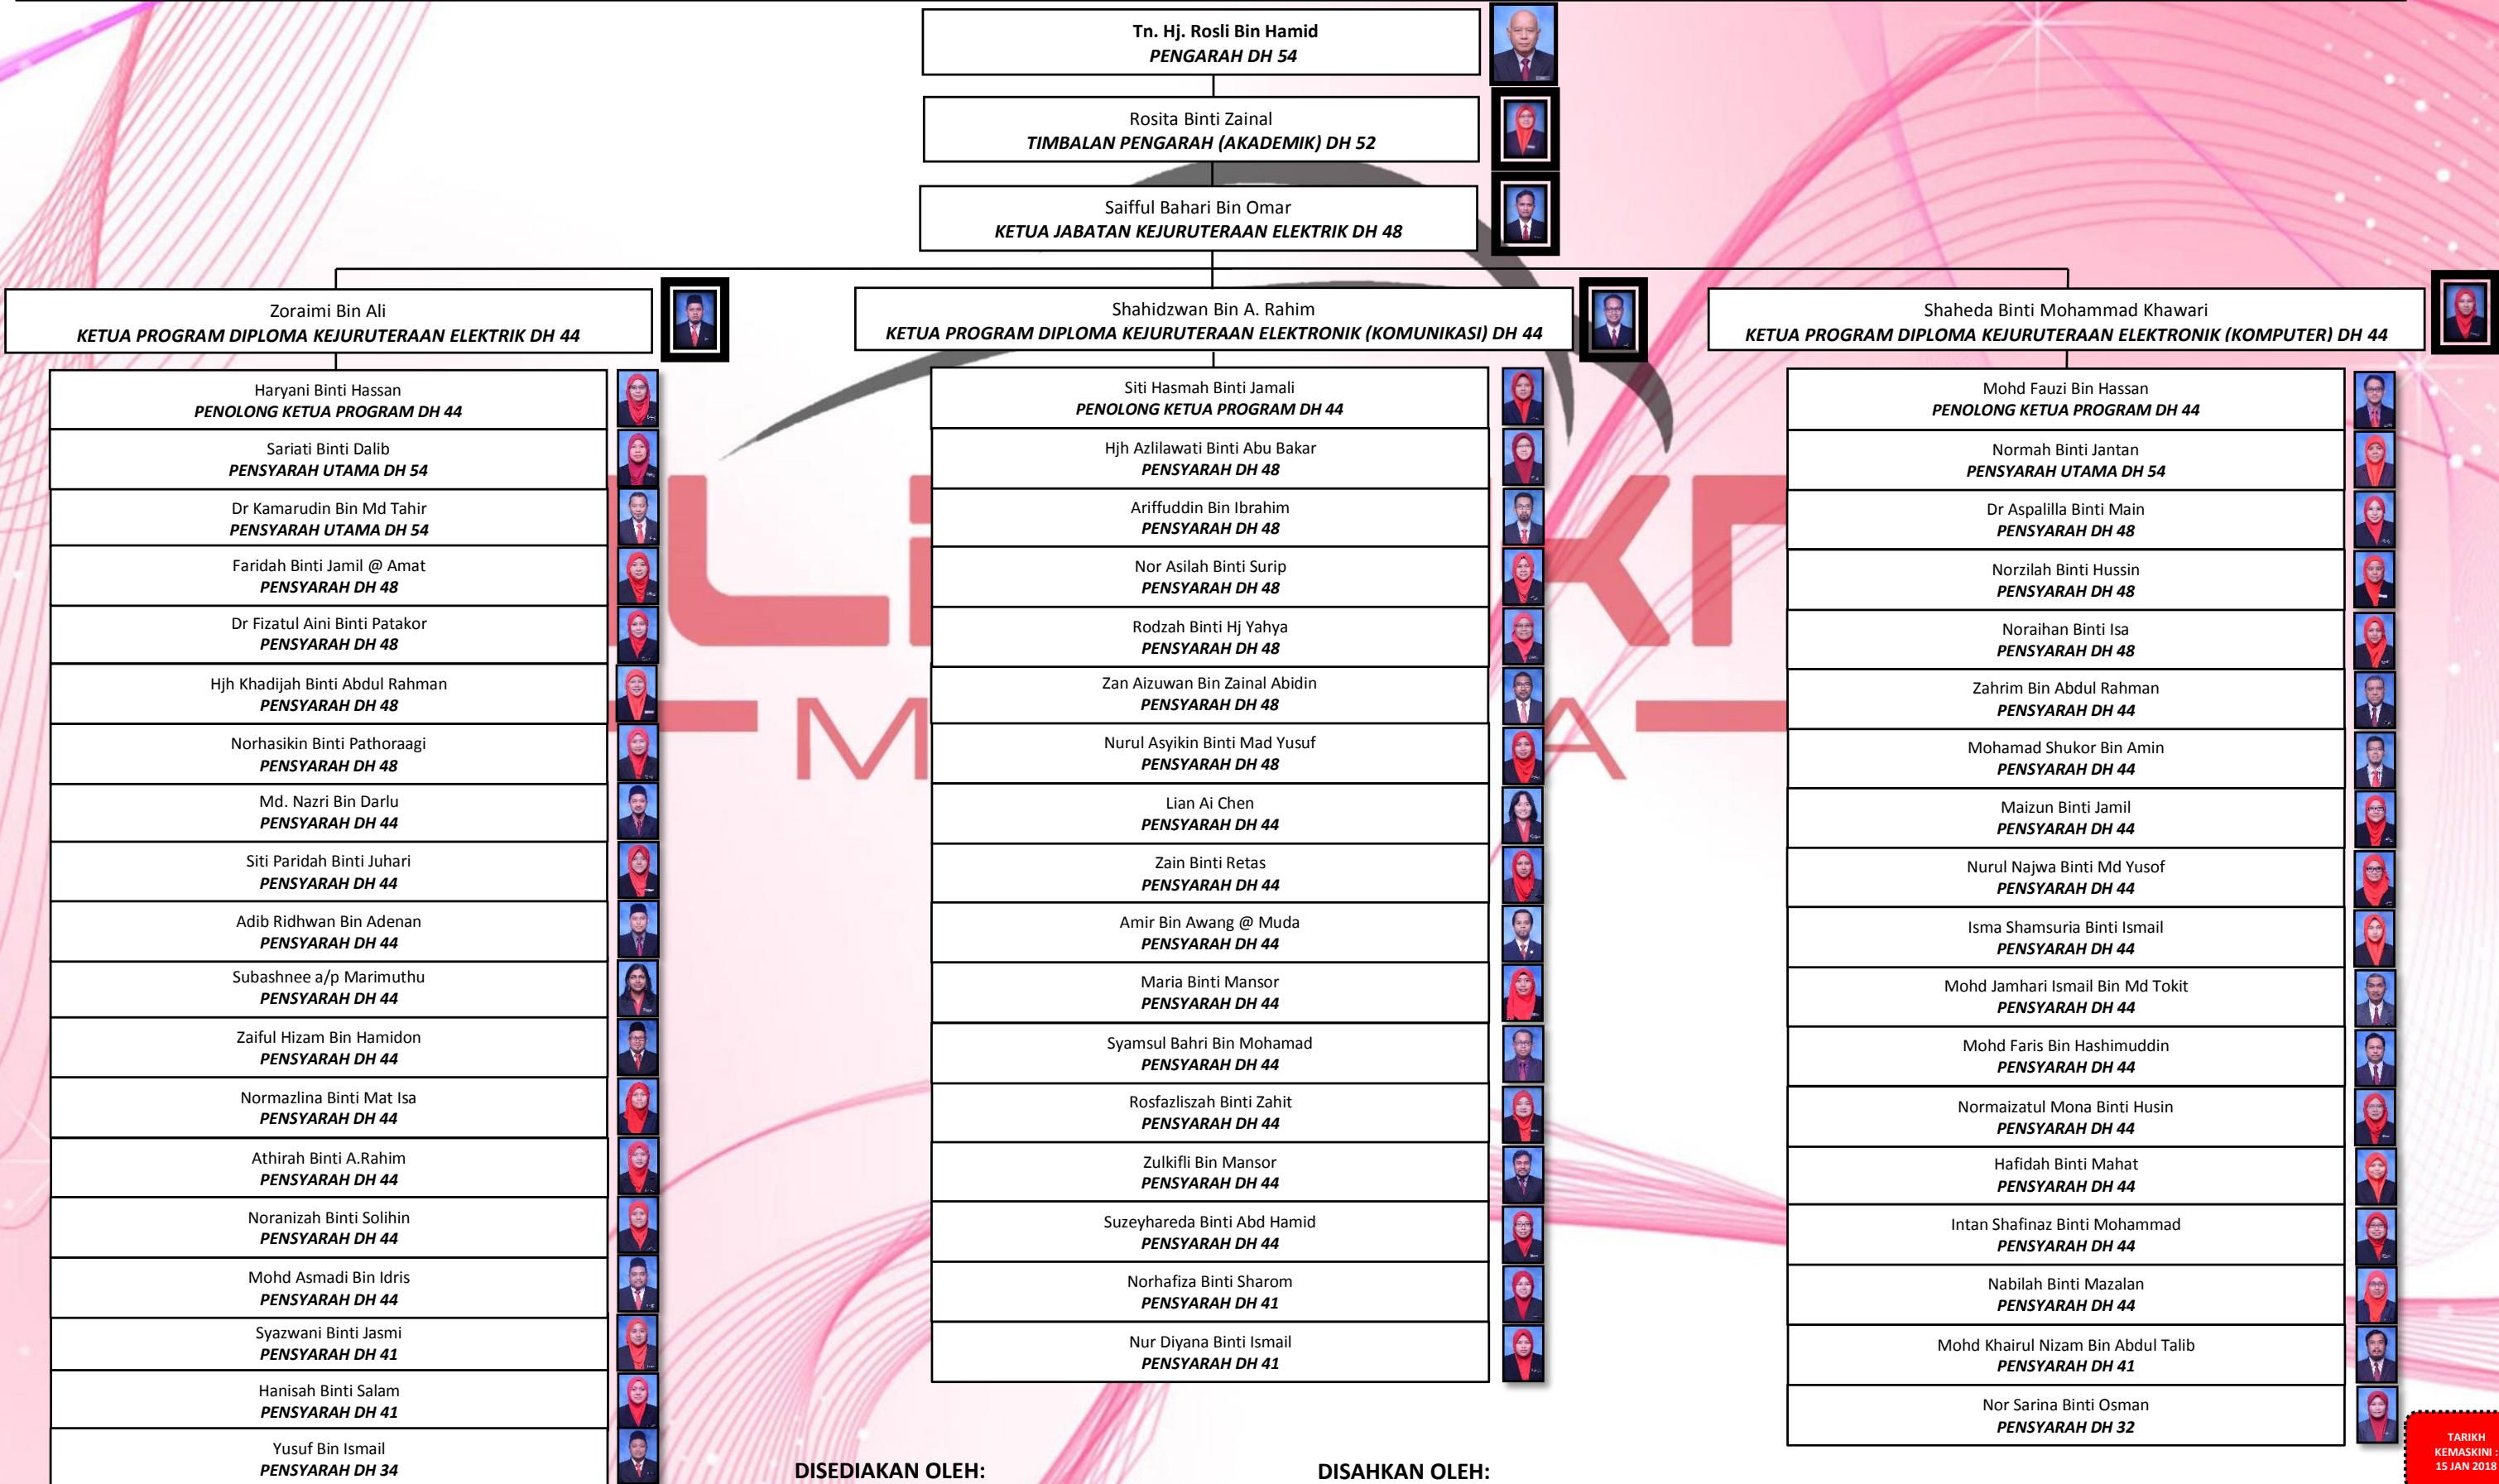 Tn. Hj. Rosli Bin Hamid
PENGARAH DH 54
Rosita Binti Zainal
TIMBALAN PENGARAH (AKADEMIK) DH 52
Saifful Bahari Bin Omar
KETUA JABATAN KEJURUTERAAN ELEKTRIK DH 48
Zoraimi Bin Ali
KETUA PROGRAM DIPLOMA KEJURUTERAAN ELEKTRIK DH 44
Haryani Binti Hassan
PENOLONG KETUA PROGRAM DH 44
Sariati Binti Dalib
PENSYARAH UTAMA DH 54
Dr Kamarudin Bin Md Tahir
PENSYARAH UTAMA DH 54
Faridah Binti Jamil @ Amat
PENSYARAH DH 48
Dr Fizatul Aini Binti Patakor
PENSYARAH DH 48
Hjh Khadijah Binti Abdul Rahman
PENSYARAH DH 48
Norhasikin Binti Pathoraagi
PENSYARAH DH 48
Md. Nazri Bin Darlu
PENSYARAH DH 44
Siti Paridah Binti Juhari
PENSYARAH DH 44
Adib Ridhwan Bin Adenan
PENSYARAH DH 44
Subashnee a/p Marimuthu
PENSYARAH DH 44
Zaiful Hizam Bin Hamidon
PENSYARAH DH 44
Normazlina Binti Mat Isa
PENSYARAH DH 44
Athirah Binti A.Rahim
PENSYARAH DH 44
Noranizah Binti Solihin
PENSYARAH DH 44
Mohd Asmadi Bin Idris
PENSYARAH DH 44
Syazwani Binti Jasmi
PENSYARAH DH 41
Hanisah Binti Salam
PENSYARAH DH 41
Yusuf Bin Ismail
PENSYARAH DH 34
Shahidzwan Bin A. Rahim
KETUA PROGRAM DIPLOMA KEJURUTERAAN ELEKTRONIK (KOMUNIKASI) DH 44
Siti Hasmah Binti Jamali
PENOLONG KETUA PROGRAM DH 44
Hjh Azlilawati Binti Abu Bakar
PENSYARAH DH 48
Ariffuddin Bin Ibrahim
PENSYARAH DH 48
Nor Asilah Binti Surip
PENSYARAH DH 48
Rodzah Binti Hj Yahya
PENSYARAH DH 48
Zan Aizuwan Bin Zainal Abidin
PENSYARAH DH 48
Nurul Asyikin Binti Mad Yusuf
PENSYARAH DH 48
Lian Ai Chen
PENSYARAH DH 44
Zain Binti Retas
PENSYARAH DH 44
Amir Bin Awang @ Muda
PENSYARAH DH 44
Maria Binti Mansor
PENSYARAH DH 44
Syamsul Bahri Bin Mohamad
PENSYARAH DH 44
Rosfazliszah Binti Zahit
PENSYARAH DH 44
Zulkifli Bin Mansor
PENSYARAH DH 44
Suzeyhareda Binti Abd Hamid
PENSYARAH DH 44
Norhafiza Binti Sharom
PENSYARAH DH 41
Nur Diyana Binti Ismail
PENSYARAH DH 41
Shaheda Binti Mohammad Khawari
KETUA PROGRAM DIPLOMA KEJURUTERAAN ELEKTRONIK (KOMPUTER) DH 44
Mohd Fauzi Bin Hassan
PENOLONG KETUA PROGRAM DH 44
Normah Binti Jantan
PENSYARAH UTAMA DH 54
Dr Aspalilla Binti Main
PENSYARAH DH 48
Norzilah Binti Hussin
PENSYARAH DH 48
Noraihan Binti Isa
PENSYARAH DH 48
Zahrim Bin Abdul Rahman
PENSYARAH DH 44
Mohamad Shukor Bin Amin
PENSYARAH DH 44
Maizun Binti Jamil
PENSYARAH DH 44
Nurul Najwa Binti Md Yusof
PENSYARAH DH 44
Isma Shamsuria Binti Ismail
PENSYARAH DH 44
Mohd Jamhari Ismail Bin Md Tokit
PENSYARAH DH 44
Mohd Faris Bin Hashimuddin
PENSYARAH DH 44
Normaizatul Mona Binti Husin
PENSYARAH DH 44
Hafidah Binti Mahat
PENSYARAH DH 44
Intan Shafinaz Binti Mohammad
PENSYARAH DH 44
Nabilah Binti Mazalan
PENSYARAH DH 44
Mohd Khairul Nizam Bin Abdul Talib
PENSYARAH DH 41
Nor Sarina Binti Osman
PENSYARAH DH 32
DISEDIAKAN OLEH:
DISAHKAN OLEH:
TARIKH
KEMASKINI :
15 JAN 2018